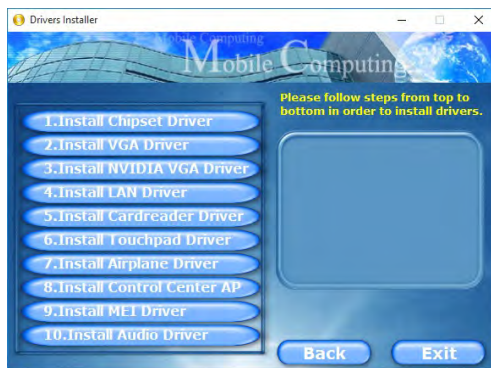 Drivers Installer
Mobile Computing
Mobile Computing
Please follow steps from top to
bottom in order to install drivers.
1.Install Chipset Driver
2.Install VGA Driver
3.Install NVIDIA VGA Driver
4.Install LAN Driver
5.Install Cardreader Driver
6.Install Touchpad Driver
7.Install Airplane Driver
8.Install Control Center AP
9.Install MEI Driver
10.Install Audio Driver
Back
Exit